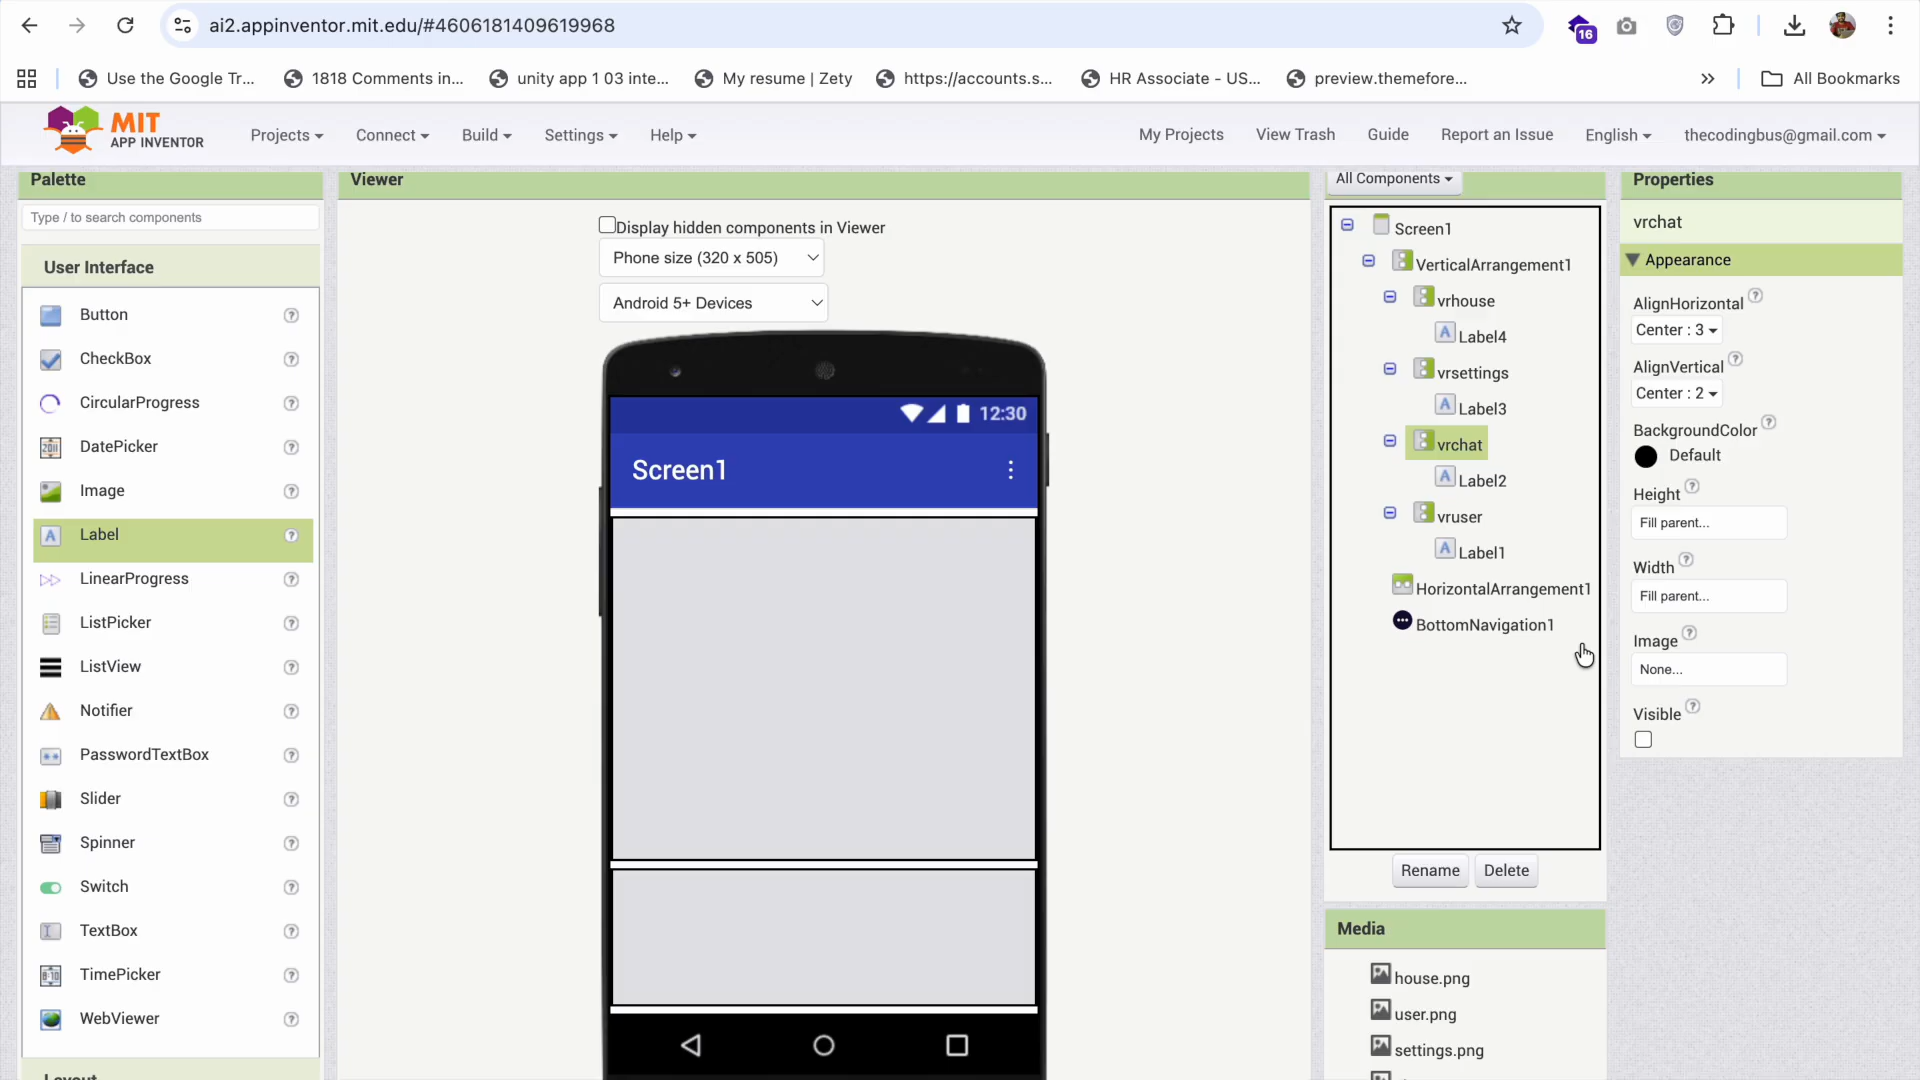 ai2.appinventor.mit.edu/#4606181409619968
16
Use the Google Tr...
1818 Comments in...
unity app 1 03 inte...
My resume | Zety
https://accounts.s...
HR Associate - US...
preview.themefore...
All Bookmarks
MIT
APP INVENTOR
Projects
Connect
Build
Settings
Help
My Projects
View Trash
Guide
Report an Issue
English
thecodingbus@gmail.com
Palette
Type / to search components
User Interface
Button
CheckBox
CircularProgress
DatePicker
Image
Label
LinearProgress
ListPicker
ListView
Notifier
PasswordTextBox
Slider
Spinner
Switch
TextBox
TimePicker
WebViewer
Layout
Viewer
Display hidden components in Viewer
Phone size (320 x 505)
Android 5+ Devices
12:30
Screen1
All Components
Screen1
VerticalArrangement1
vrhouse
Label4
vrsettings
Label3
vrchat
Label2
vruser
Label1
HorizontalArrangement1
BottomNavigation1
Rename
Delete
Media
house.png
user.png
settings.png
Properties
vrchat
Appearance
AlignHorizontal
Center : 3
AlignVertical
Center : 2
BackgroundColor
Default
Height
Fill parent...
Width
Fill parent...
Image
None...
Visible